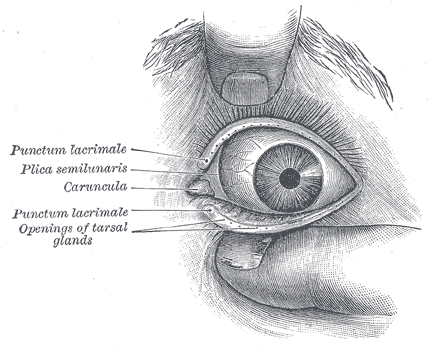 Punctum lacrimale
Plica semilunaris
Caruncula
Punctum lacrimale
Openings of tarsal
glands